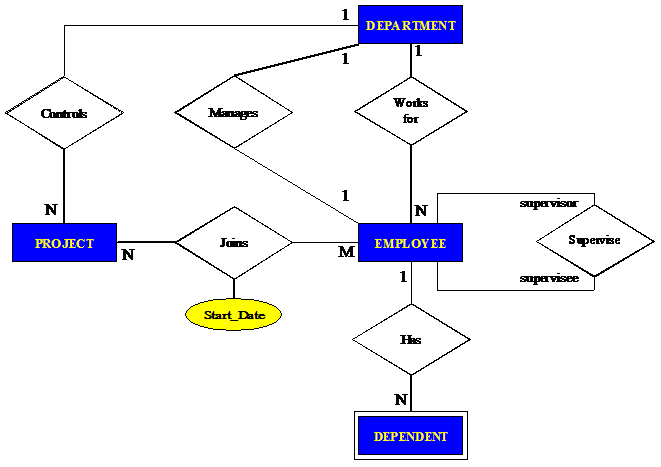 1
DEPARTMENT
1
1
Controls
Manages
Works
for
1
N
N
supervisor
PROJECT
N
Joins
M
EMPLOYEE
Supervise
1
supervisee
Start_Date
Has
N
DEPENDENT